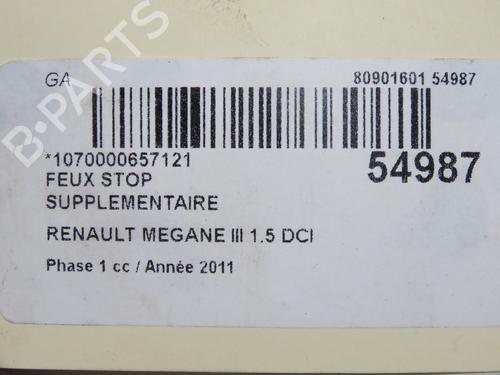 GA
80901601 54987
*1070000657121
54987
FEUX STOP
SUPPLEMENTAIRE
RENAULT MEGANE III 1.5 DCI
Phase 1 cc / Année 2011
B-PARTS